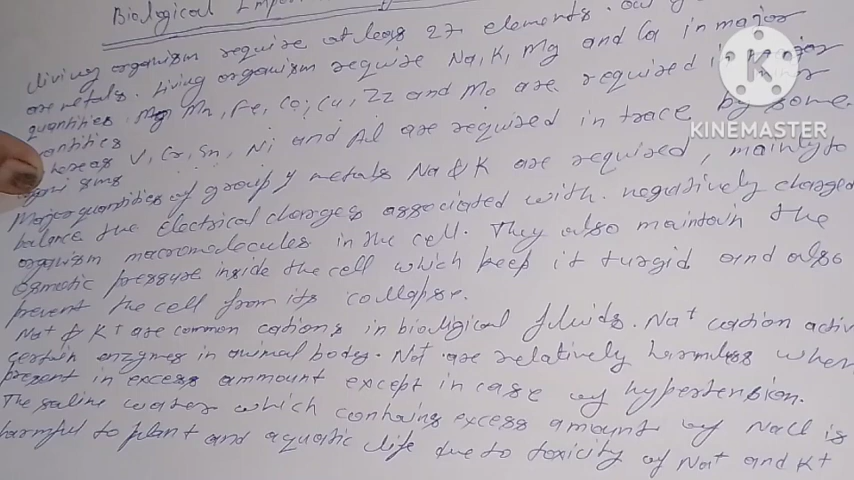 Biological
Living organism require at least 27 elements. out of
are metals. Living organism require Na, K, Mg and Ca in major
quantities. Mn, Fe, Co, Cu, Zz and Mo are required in
quantities
whereas V, Cr, Sn, Ni and Al are required in trace by some
organisms
Major quantities of group 1 metals Na & K are required, mainly to
balance the electrical charges associated with negatively charged
organism macromolecules in the cell. They also maintain the
osmotic pressure inside the cell which keep it turgid and also
prevent the cell from its collapse.
Na+ & K+ are common cations in biological fluids. Na+ cation activ
certain enzymes in animal body. Na+ are relatively harmless when
present in excess ammount except in case of hypertension.
The saline water which contains excess amount of NaCl is
harmful to plant and aquatic life due to toxicity of Na+ and K+
KINEMASTER